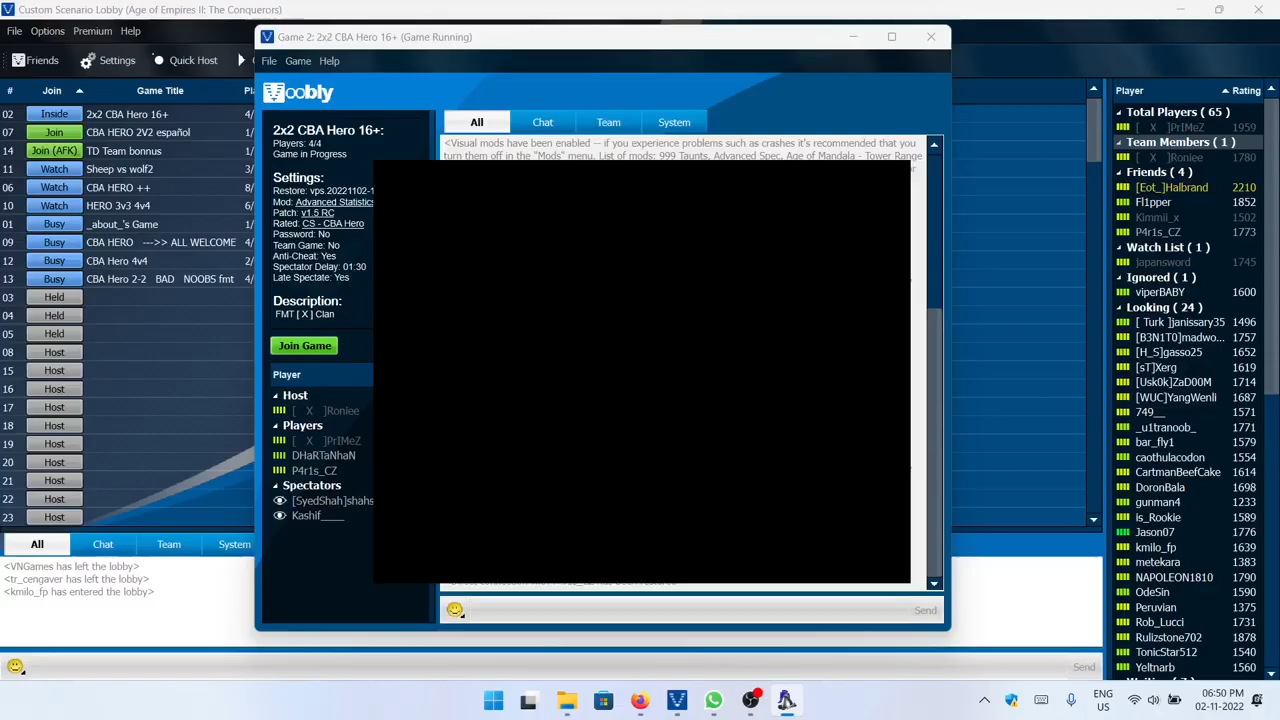 Custom Scenario Lobby (Age of Empires II: The Conquerors)
File Options Premium Help
Friends Settings Quick Host
# Join Game Title
02 Inside 2x2 CBA Hero 16+ 4/
07 Join CBA HERO 2V2 español
14 Join (AFK) TD Team bonnus
11 Watch Sheep vs wolf2
06 Watch CBA HERO ++
10 Watch HERO 3v3 4v4
01 Busy _about_'s Game
09 Busy CBA HERO --->> ALL WELCOME
12 Busy CBA Hero 4v4
13 Busy CBA Hero 2-2 BAD NOOBS fmt
03 Held
04 Held
05 Held
08 Host
15 Host
16 Host
17 Host
18 Host
19 Host
20 Host
21 Host
22 Host
23 Host
All Chat Team System
<VNGames has left the lobby>
<tr_cengaver has left the lobby>
<kmilo_fp has entered the lobby>
Send
Game 2: 2x2 CBA Hero 16+ (Game Running)
File Game Help
Voobly
2x2 CBA Hero 16+:
Players: 4/4
Game in Progress
Settings:
Restore: vps.20221102-1
Mod: Advanced Statistics
Patch: v1.5 RC
Rated: CS - CBA Hero
Password: No
Team Game: No
Anti-Cheat: Yes
Spectator Delay: 01:30
Late Spectate: Yes
Description:
FMT [ X ] Clan
Join Game
Player
Host
[ X ]Roniee
Players
[ X ]PrIMeZ
DHaRTaNhaN
P4r1s_CZ
Spectators
[SyedShah]shahs
Kashif____
All Chat Team System
<Visual mods have been enabled -- if you experience problems such as crashes it's recommended that you
turn them off in the "Mods" menu. List of mods: 999 Taunts, Advanced Spec, Age of Mandala - Tower Range
Send
Player Rating
Total Players ( 65 )
[ X ]PrIMeZ 1959
Team Members ( 1 )
[ X ]Roniee 1780
Friends ( 4 )
[Eot_]Halbrand 2210
Fl1pper 1852
Kimmii_x 1502
P4r1s_CZ 1773
Watch List ( 1 )
japansword 1745
Ignored ( 1 )
viperBABY 1600
Looking ( 24 )
[ Turk ]janissary35 1496
[B3N1T0]madwo... 1757
[H_S]gasso25 1652
[sT]Xerg 1619
[Usk0k]ZaD00M 1714
[WUC]YangWenli 1687
749__ 1571
_u1tranoob_ 1771
bar_fly1 1579
caothulacodon 1554
CartmanBeefCake 1614
DoronBala 1698
gunman4 1233
is_Rookie 1589
Jason07 1776
kmilo_fp 1639
metekara 1483
NAPOLEON1810 1790
OdeSin 1592
Peruvian 1375
Rob_Lucci 1731
Rulizstone702 1878
TonicStar512 1540
Yeltnarb 1560
ENG
US
06:50 PM
02-11-2022